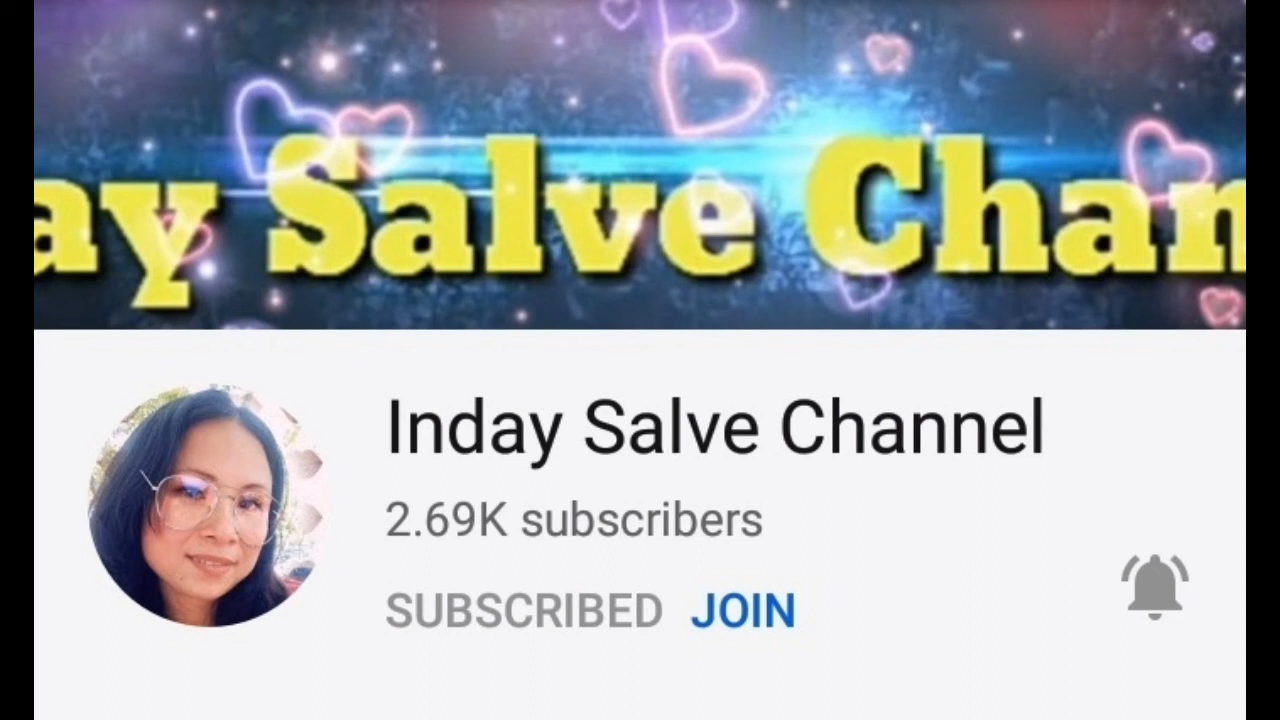 ay Salve Chan
Inday Salve Channel
2.69K subscribers
SUBSCRIBED JOIN